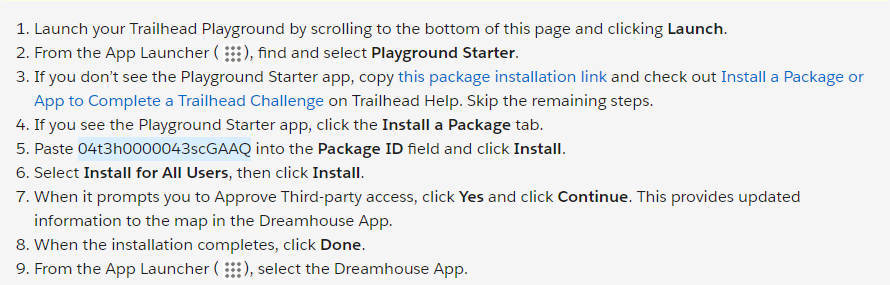 1. Launch your Trailhead Playground by scrolling to the bottom of this page and clicking Launch.
2. From the App Launcher ( ), find and select Playground Starter.
3. If you don't see the Playground Starter app, copy this package installation link and check out Install a Package or
App to Complete a Trailhead Challenge on Trailhead Help. Skip the remaining steps.
4. If you see the Playground Starter app, click the Install a Package tab.
5. Paste 04t3h0000043scGAAQ into the Package ID field and click Install.
6. Select Install for All Users, then click Install.
7. When it prompts you to Approve Third-party access, click Yes and click Continue. This provides updated
information to the map in the Dreamhouse App.
8. When the installation completes, click Done.
9. From the App Launcher ( ), select the Dreamhouse App.